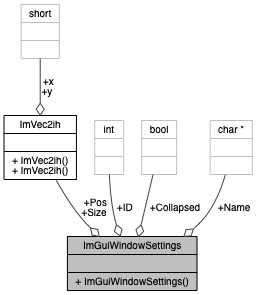 short
+x
+y
ImVec2ih
+ ImVec2ih()
+ ImVec2ih()
int
bool
char *
+Pos
+Size
+ID
+Collapsed
+Name
ImGuiWindowSettings
+ ImGuiWindowSettings()